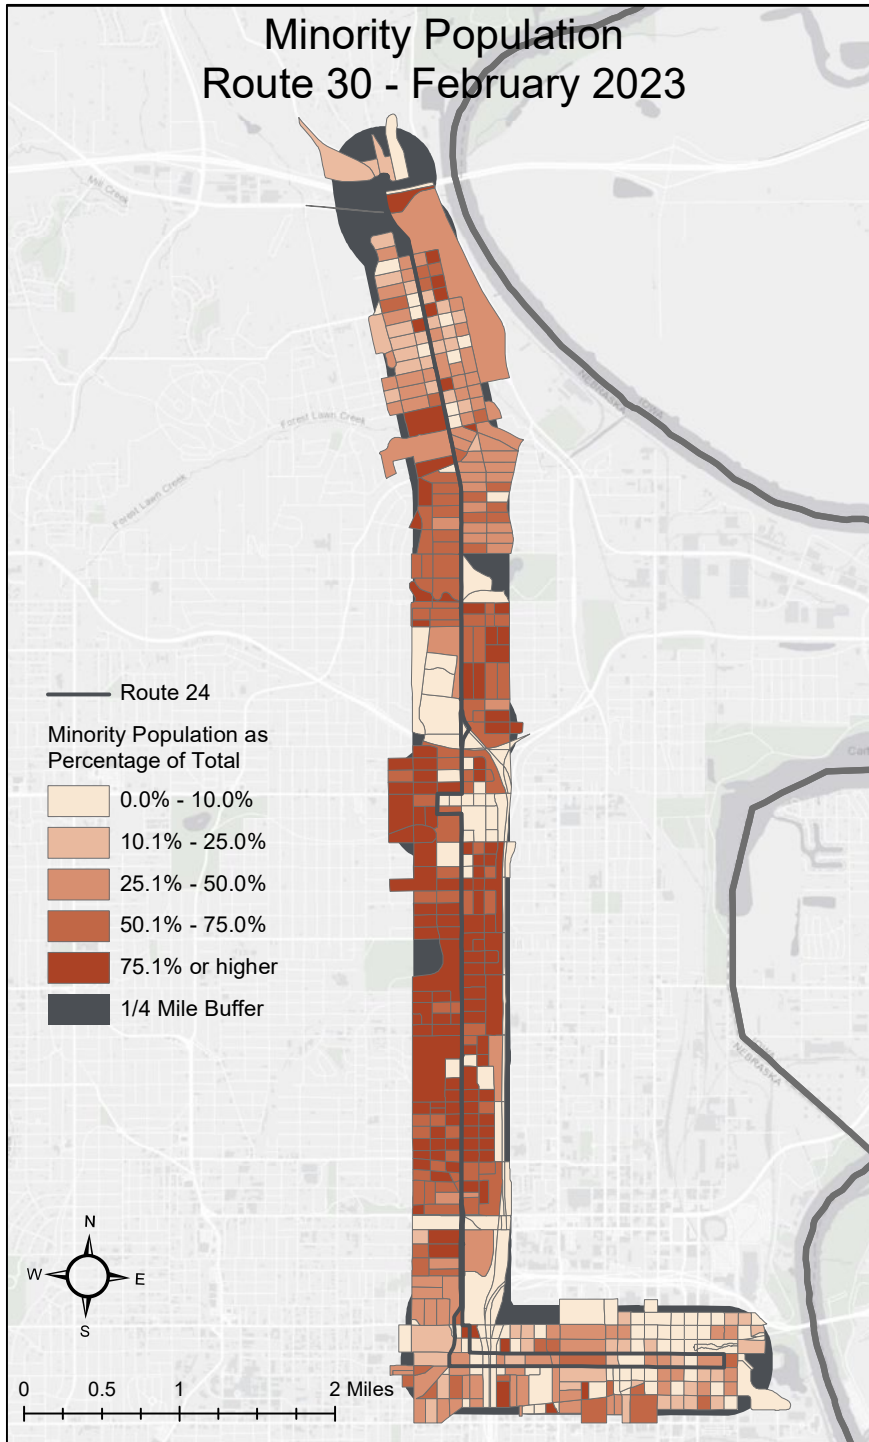 Minority Population
Route 30 - February 2023
Mill Creek
Forest Lawn Creek
Forest Lawn Creek
IOWA
NEBRASKA
Route 24
Minority Population as
Percentage of Total
0.0% - 10.0%
10.1% - 25.0%
25.1% - 50.0%
50.1% - 75.0%
75.1% or higher
1/4 Mile Buffer
IOWA
NEBRASKA
N
W
E
S
0 0.5 1 2 Miles